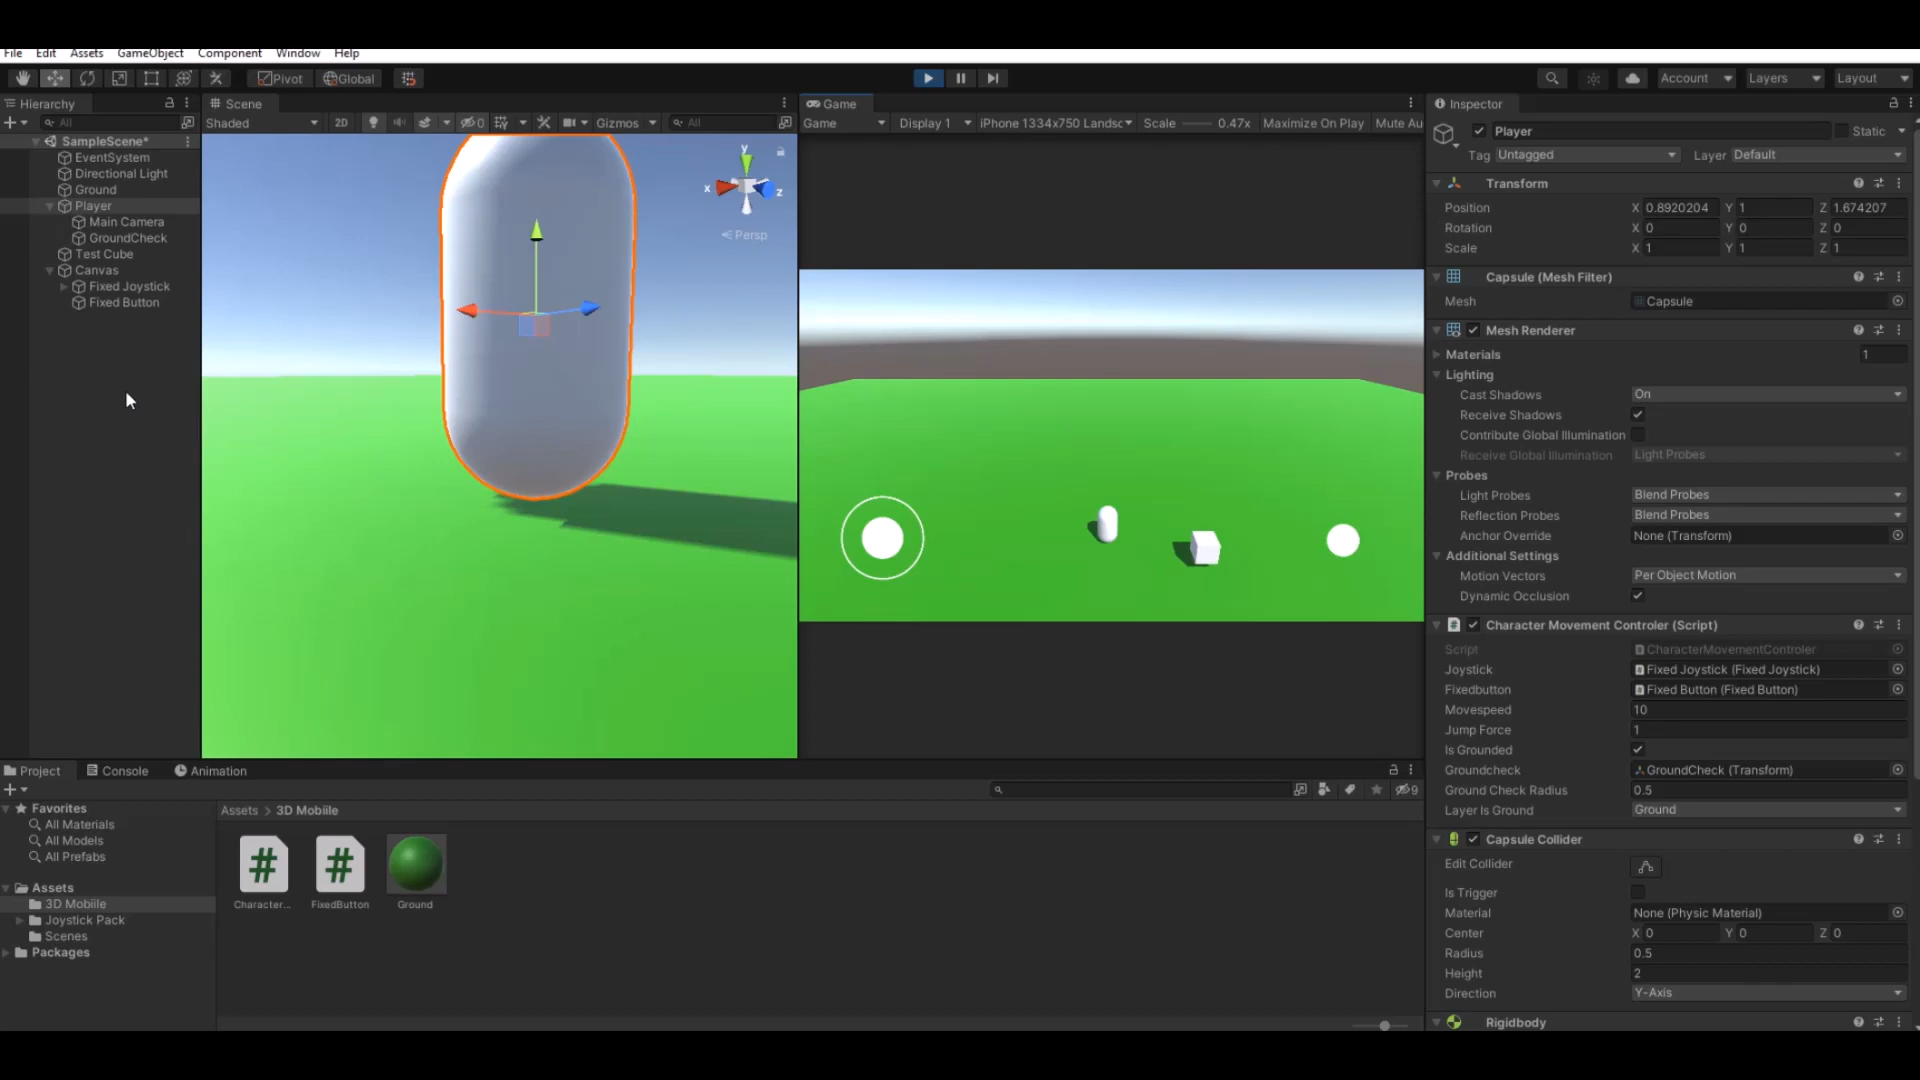 File Edit Assets GameObject Component Window Help
Pivot Global
Account Layers Layout
Hierarchy
All
SampleScene*
EventSystem
Directional Light
Ground
Player
Main Camera
GroundCheck
Test Cube
Canvas
Fixed Joystick
Fixed Button
Scene
Shaded 2D 0 Gizmos All
y
x z
Persp
Game
Game Display 1 iPhone 1334x750 Landsc Scale 0.47x Maximize On Play Mute Au
Inspector
Player Static
Tag Untagged Layer Default
Transform
Position X 0.8920204 Y 1 Z 1.674207
Rotation X 0 Y 0 Z 0
Scale X 1 Y 1 Z 1
Capsule (Mesh Filter)
Mesh Capsule
Mesh Renderer
Materials 1
Lighting
Cast Shadows On
Receive Shadows
Contribute Global Illumination
Receive Global Illumination Light Probes
Probes
Light Probes Blend Probes
Reflection Probes Blend Probes
Anchor Override None (Transform)
Additional Settings
Motion Vectors Per Object Motion
Dynamic Occlusion
# Character Movement Controler (Script)
Script CharacterMovementControler
Joystick Fixed Joystick (Fixed Joystick)
Fixedbutton Fixed Button (Fixed Button)
Movespeed 10
Jump Force 1
Is Grounded
Groundcheck GroundCheck (Transform)
Ground Check Radius 0.5
Layer Is Ground Ground
Capsule Collider
Edit Collider
Is Trigger
Material None (Physic Material)
Center X 0 Y 0 Z 0
Radius 0.5
Height 2
Direction Y-Axis
Rigidbody
Project Console Animation
9
Favorites
All Materials
All Models
All Prefabs
Assets
3D Mobiile
Joystick Pack
Scenes
Packages
Assets > 3D Mobiile
# #
Character... FixedButton Ground